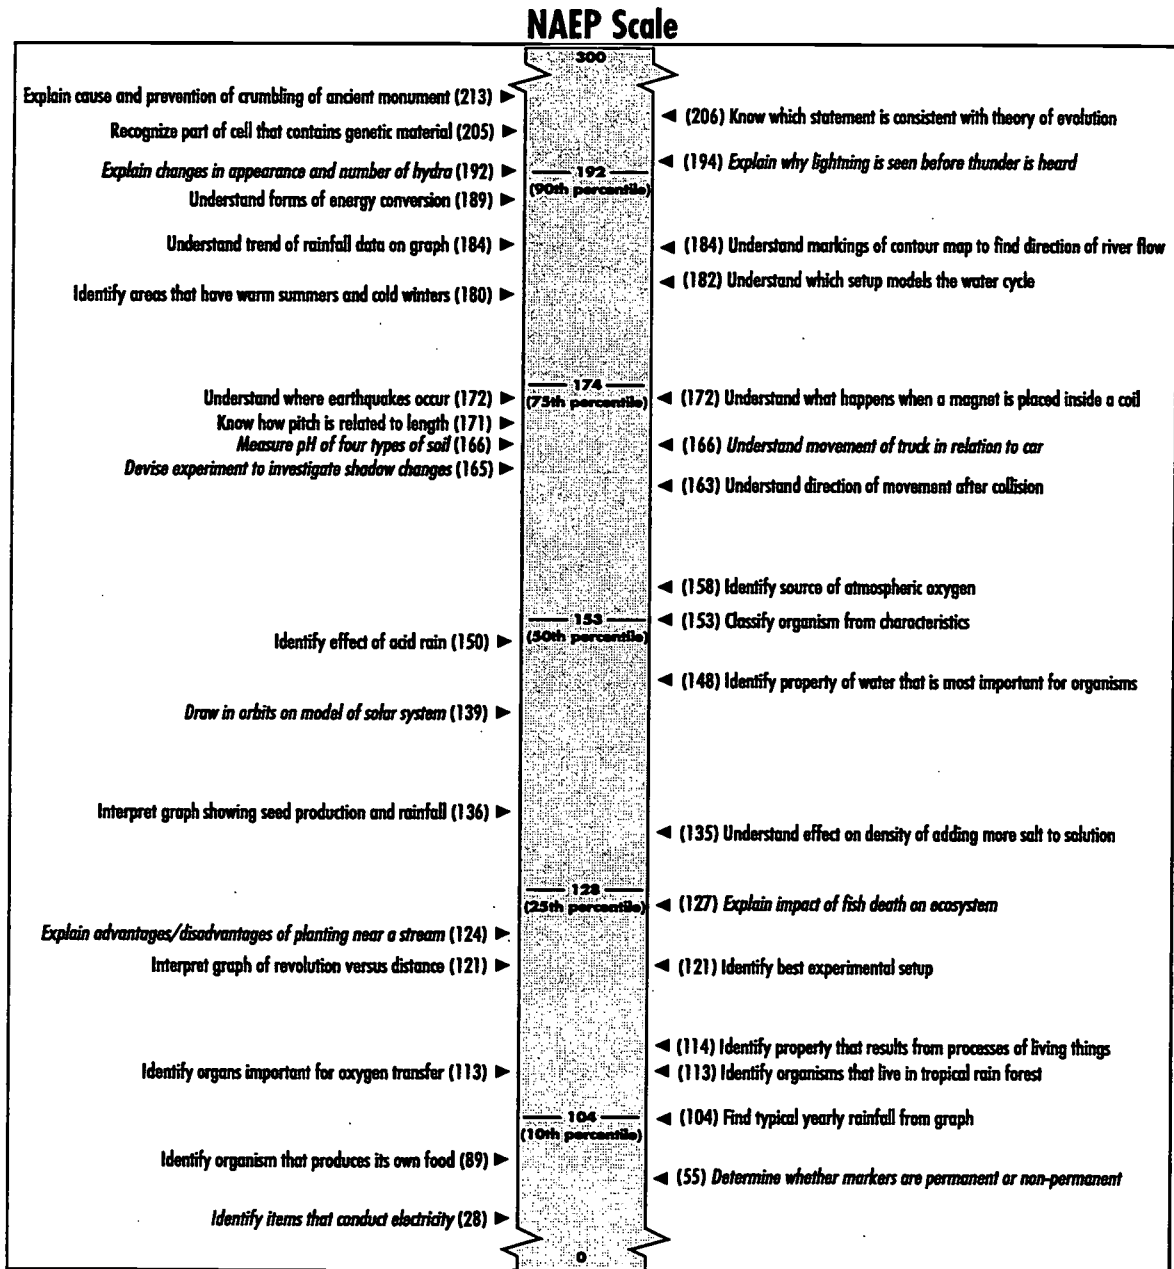 NAEP Scale
300
Explain cause and prevention of crumbling of ancient monument (213) ►
◄ (206) Know which statement is consistent with theory of evolution
Recognize part of cell that contains genetic material (205) ►
◄ (194) Explain why lightning is seen before thunder is heard
Explain changes in appearance and number of hydra (192) ►
192
(90th percentile)
Understand forms of energy conversion (189) ►
Understand trend of rainfall data on graph (184) ►
◄ (184) Understand markings of contour map to find direction of river flow
◄ (182) Understand which setup models the water cycle
Identify areas that have warm summers and cold winters (180) ►
174
(75th percentile)
Understand where earthquakes occur (172) ►
◄ (172) Understand what happens when a magnet is placed inside a coil
Know how pitch is related to length (171) ►
Measure pH of four types of soil (166) ►
◄ (166) Understand movement of truck in relation to car
Devise experiment to investigate shadow changes (165) ►
◄ (163) Understand direction of movement after collision
◄ (158) Identify source of atmospheric oxygen
153
(50th percentile)
◄ (153) Classify organism from characteristics
Identify effect of acid rain (150) ►
◄ (148) Identify property of water that is most important for organisms
Draw in orbits on model of solar system (139) ►
Interpret graph showing seed production and rainfall (136) ►
◄ (135) Understand effect on density of adding more salt to solution
128
(25th percentile)
◄ (127) Explain impact of fish death on ecosystem
Explain advantages/disadvantages of planting near a stream (124) ►
Interpret graph of revolution versus distance (121) ►
◄ (121) Identify best experimental setup
◄ (114) Identify property that results from processes of living things
Identify organs important for oxygen transfer (113) ►
◄ (113) Identify organisms that live in tropical rain forest
104
(10th percentile)
◄ (104) Find typical yearly rainfall from graph
Identify organism that produces its own food (89) ►
◄ (55) Determine whether markers are permanent or non-permanent
Identify items that conduct electricity (28) ►
0